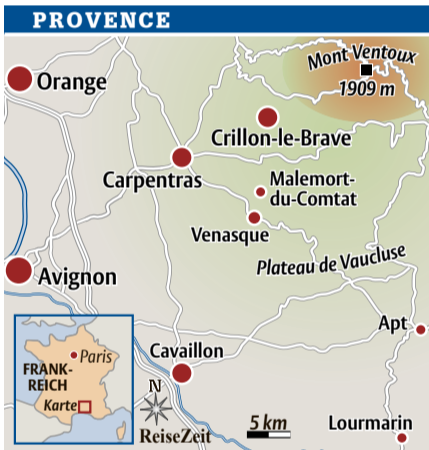 PROVENCE
Mont Ventoux
1909 m
Orange
Crillon-le-Brave
Carpentras
Malemort-
du-Comtat
Venasque
Plateau de Vaucluse
Avignon
Apt
Cavaillon
Paris
FRANK-
REICH
Karte
N
ReiseZeit
5 km
Lourmarin